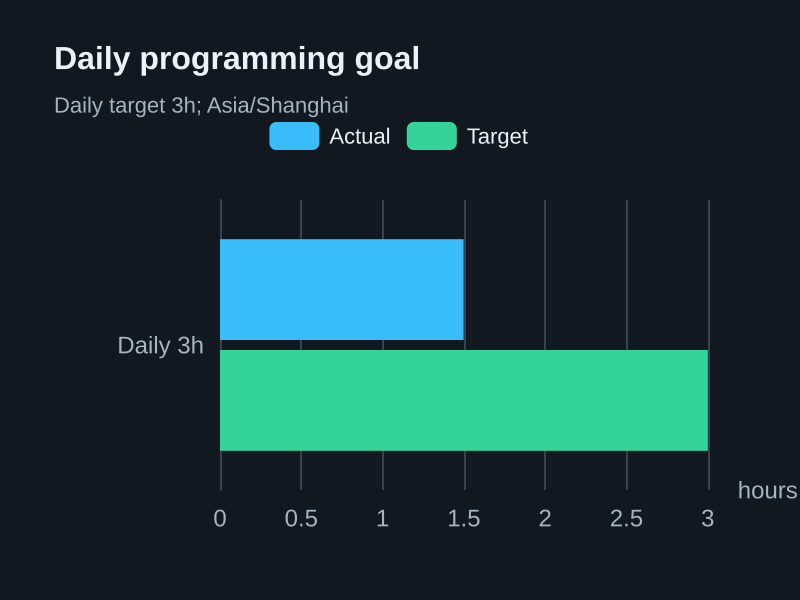 Daily programming goal
Daily target 3h; Asia/Shanghai
Actual Target
Daily 3h
hours
0 0.5 1 1.5 2 2.5 3